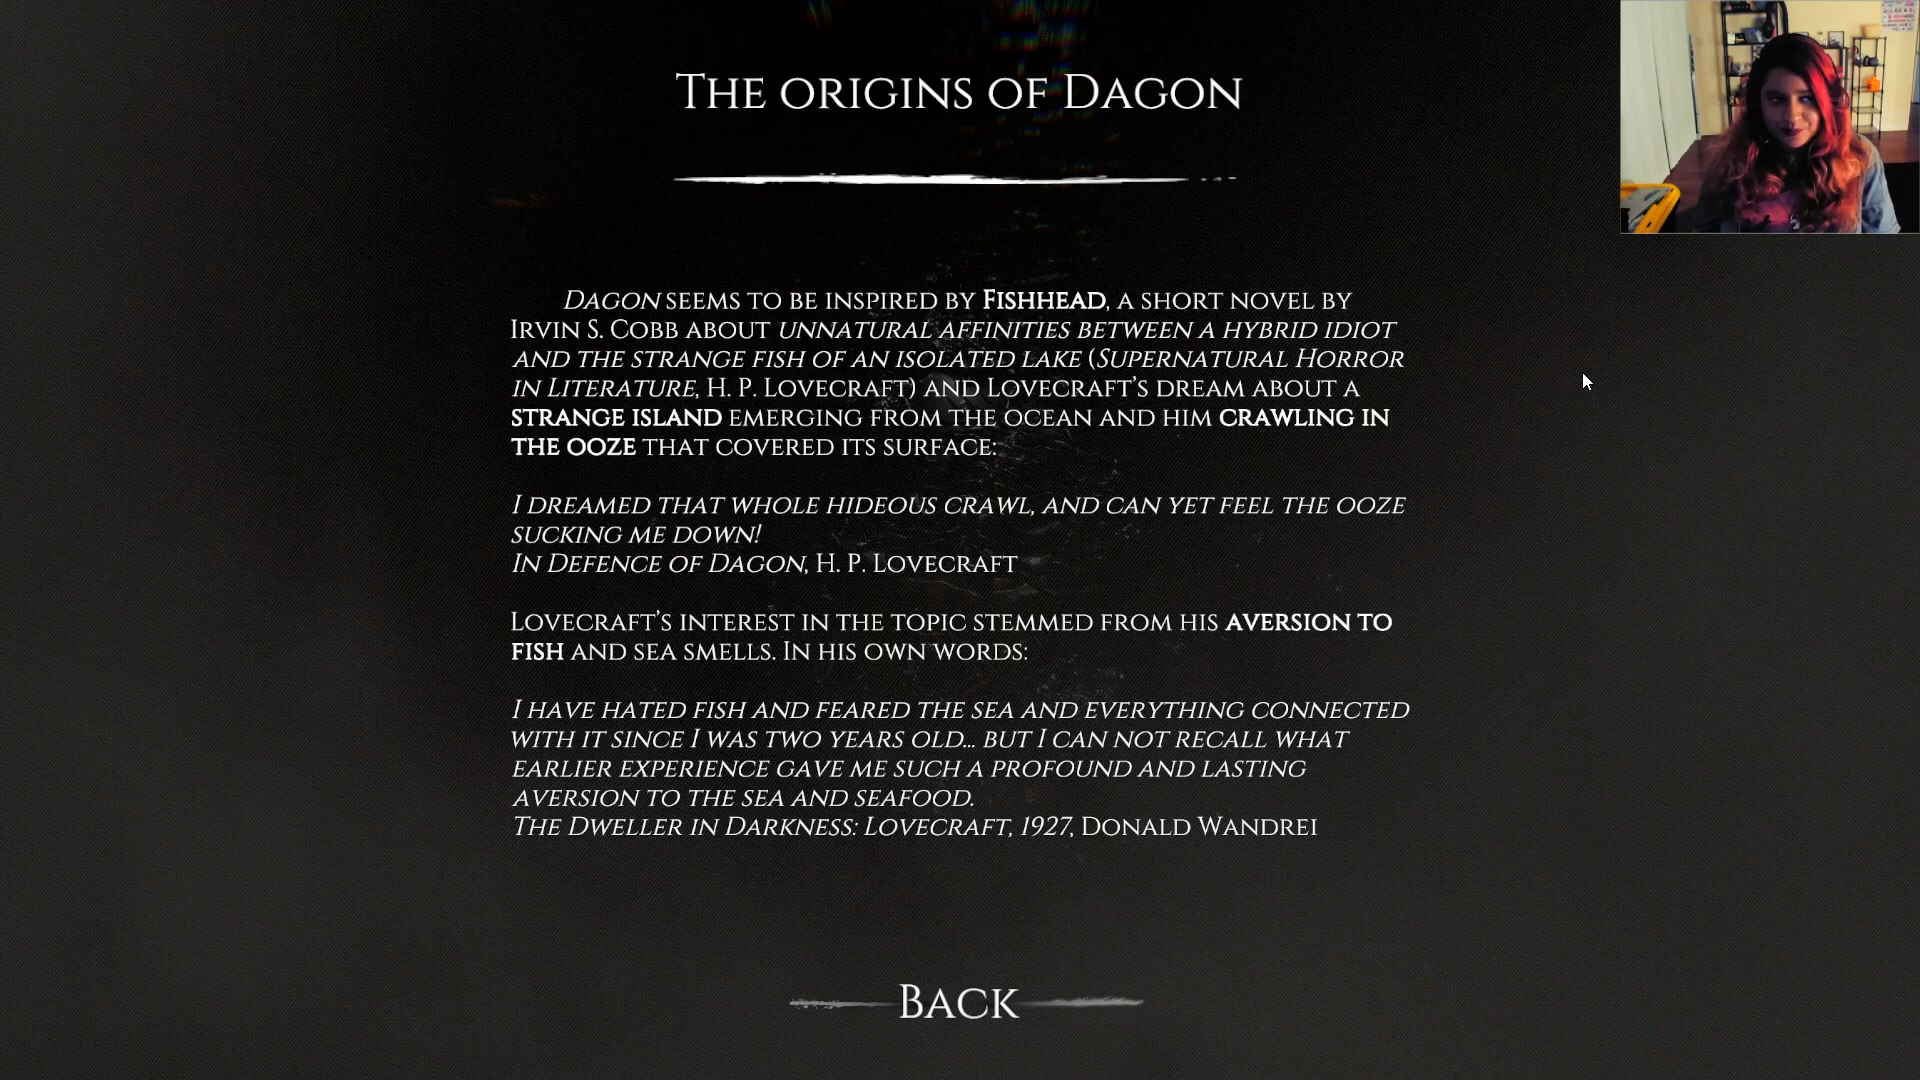 The origins of Dagon
Dagon seems to be inspired by Fishhead, a short novel by
Irvin S. Cobb about unnatural affinities between a hybrid idiot
and the strange fish of an isolated lake (Supernatural Horror
in Literature, H. P. Lovecraft) and Lovecraft’s dream about a
strange island emerging from the ocean and him crawling in
the ooze that covered its surface:
I dreamed that whole hideous crawl, and can yet feel the ooze
sucking me down!
In Defence of Dagon, H. P. Lovecraft
Lovecraft’s interest in the topic stemmed from his aversion to
fish and sea smells. In his own words:
I have hated fish and feared the sea and everything connected
with it since I was two years old... but I can not recall what
earlier experience gave me such a profound and lasting
aversion to the sea and seafood.
The Dweller in Darkness: Lovecraft, 1927, Donald Wandrei
Back